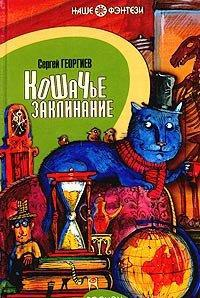 НАШЕ ФЭНТЕЗИ
Сергей ГЕОРГИЕВ
КОШАЧЬЕ
ЗАКЛИНАНИЕ